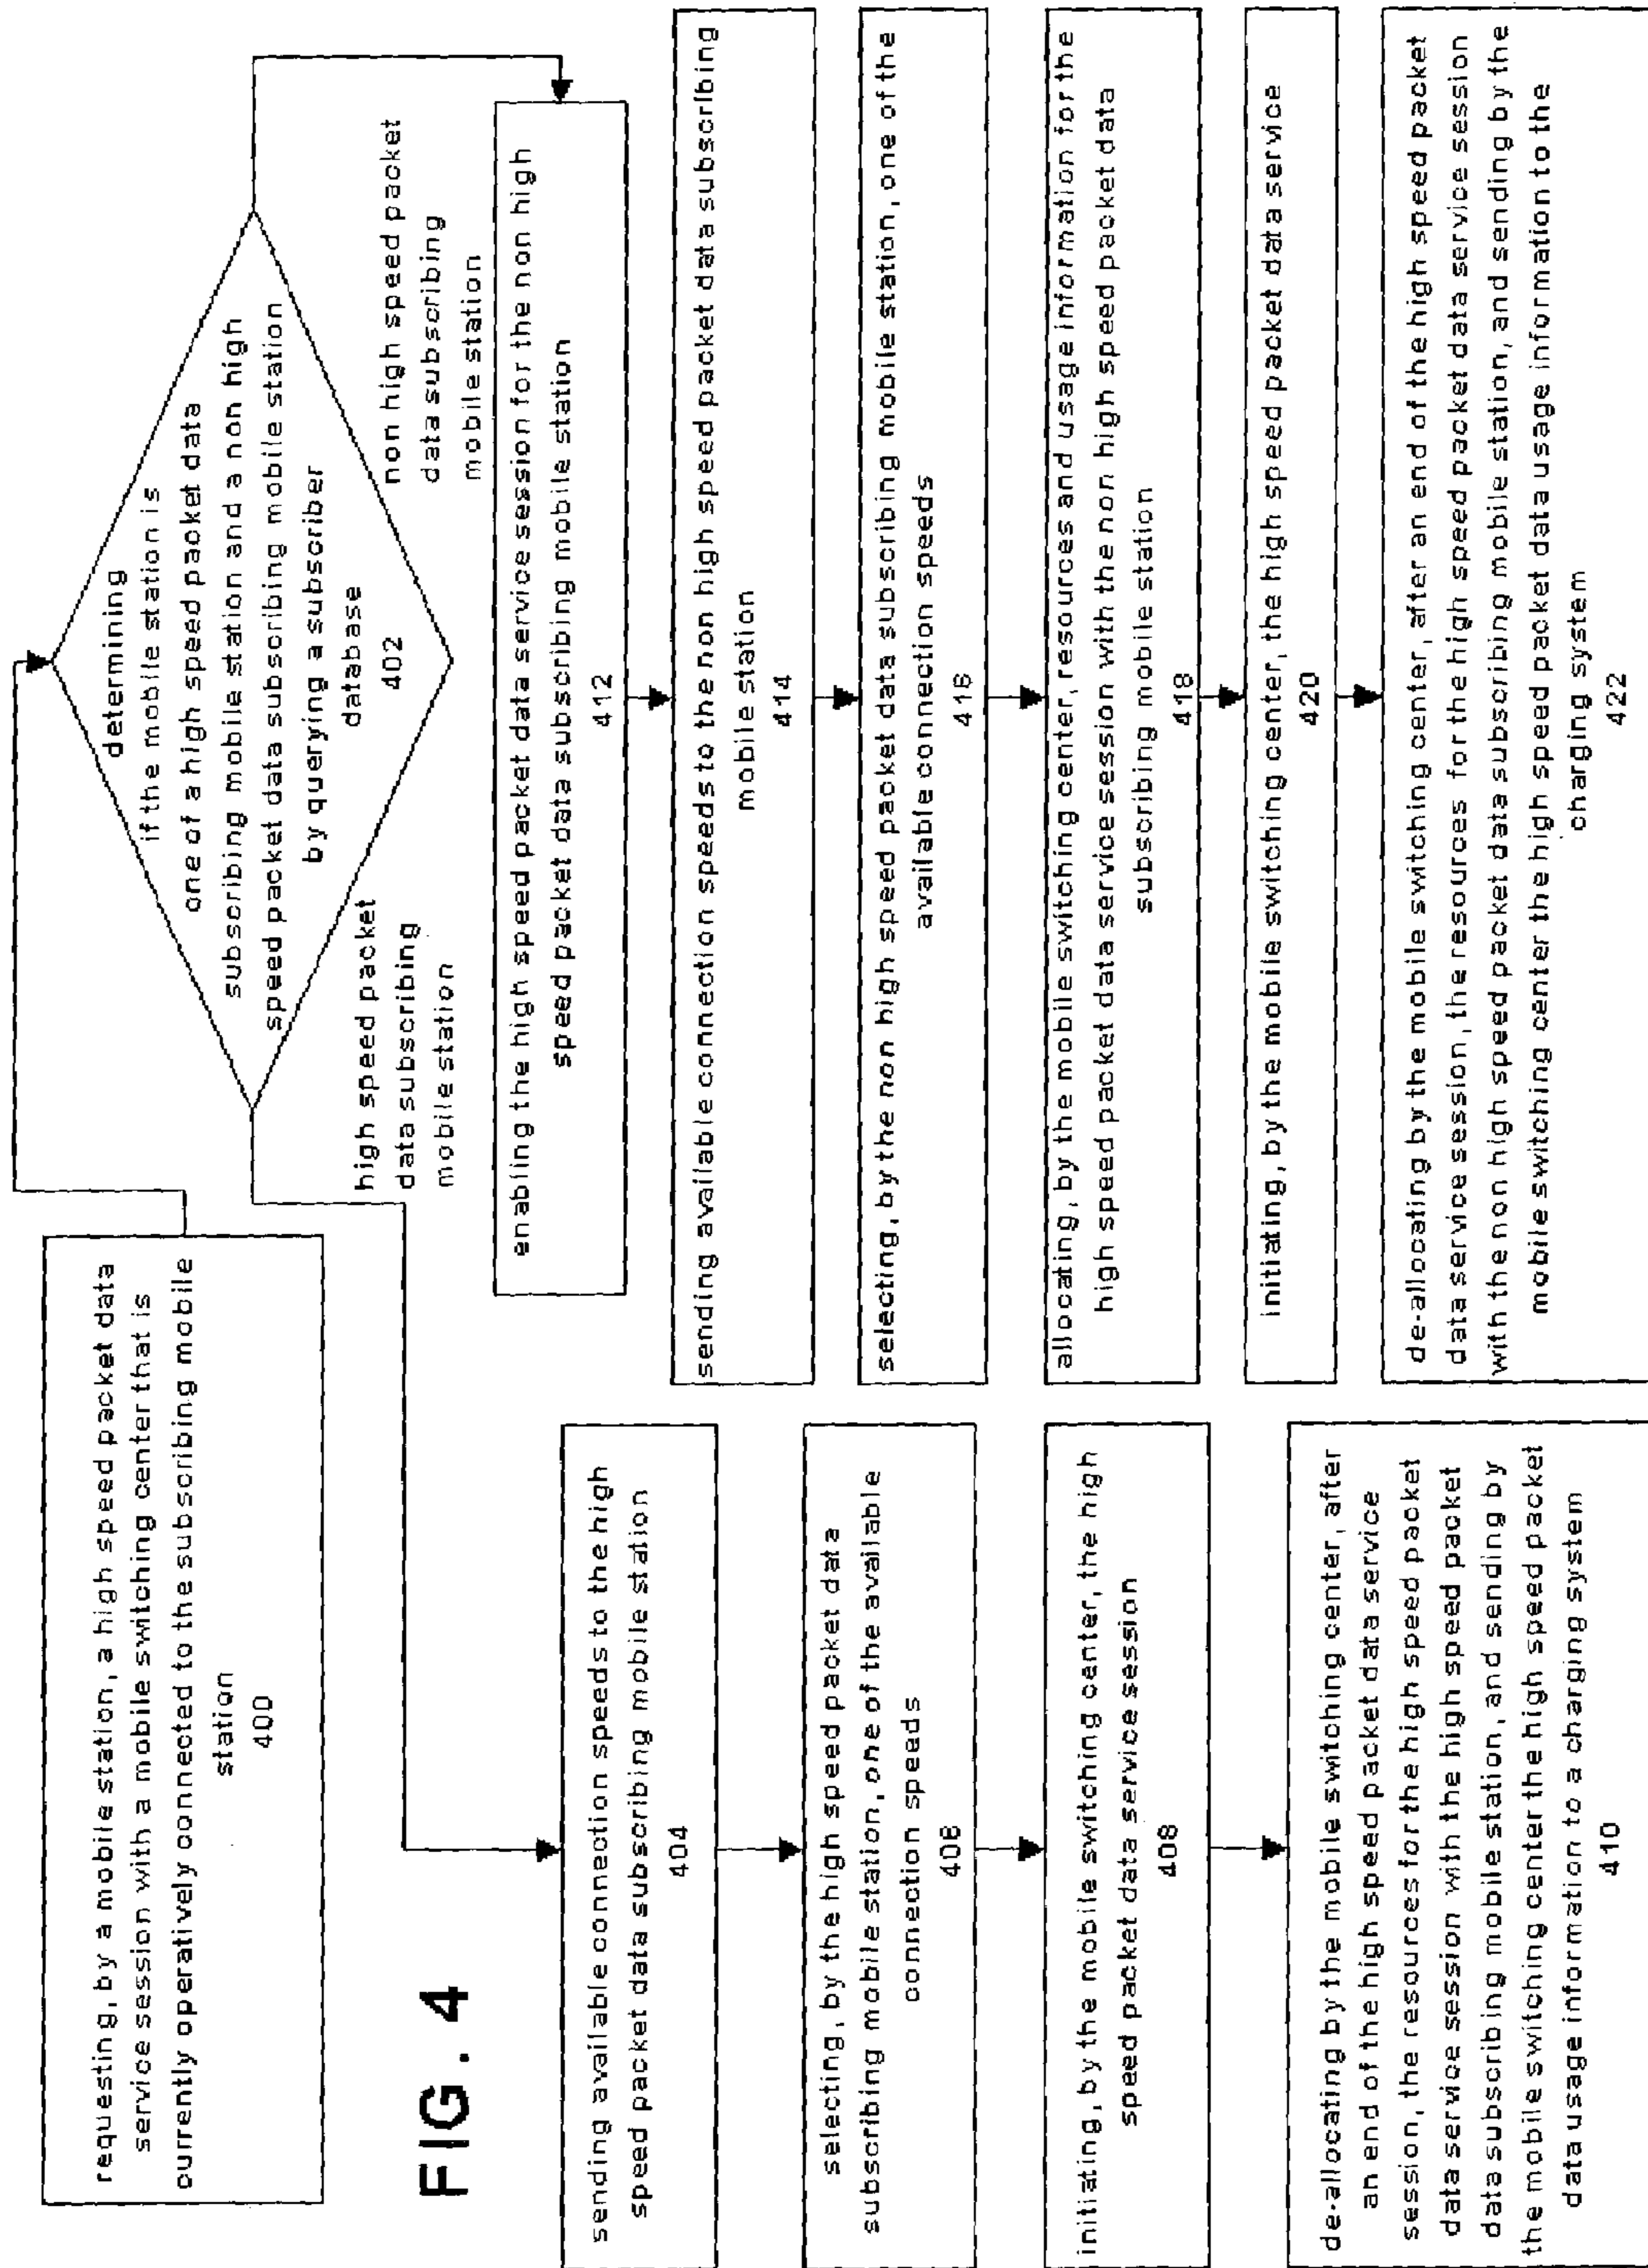 requesting, by a mobile station, a high speed packet data
service session with a mobile switching center that is
currently operatively connected to the subscribing mobile
station
400
determining
if the mobile station is
one of a high speed packet data
subscribing mobile station and a non high
speed packet data subscribing mobile station
by querying a subscriber
database
402
high speed packet
data subscribing
mobile station
non high speed packet
data subscribing
mobile station
FIG. 4
sending available connection speeds to the high
speed packet data subscribing mobile station
404
selecting, by the high speed packet data
subscribing mobile station, one of the available
connection speeds
406
initiating, by the mobile switching center, the high
speed packet data service session
408
de-allocating by the mobile switching center, after
an end of the high speed packet data service
session, the resources for the high speed packet
data service session with the high speed packet
data subscribing mobile station, and sending by
the mobile switching center the high speed packet
data usage information to a charging system
410
enabling the high speed packet data service session for the non high
speed packet data subscribing mobile station
412
sending available connection speeds to the non high speed packet data subscribing
mobile station
414
selecting, by the non high speed packet data subscribing mobile station, one of the
available connection speeds
416
allocating, by the mobile switching center, resources and usage information for the
high speed packet data service session with the non high speed packet data
subscribing mobile station
418
initiating, by the mobile switching center, the high speed packet data service
420
de-allocating by the mobile switching center, after an end of the high speed packet
data service session, the resources for the high speed packet data service session
with the non high speed packet data subscribing mobile station, and sending by the
mobile switching center the high speed packet data usage information to the
charging system
422